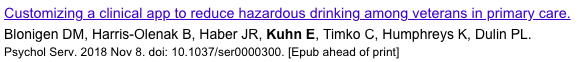 Customizing a clinical app to reduce hazardous drinking among veterans in primary care.
Blonigen DM, Harris-Olenak B, Haber JR, Kuhn E, Timko C, Humphreys K, Dulin PL.
Psychol Serv. 2018 Nov 8. doi: 10.1037/ser0000300. [Epub ahead of print]